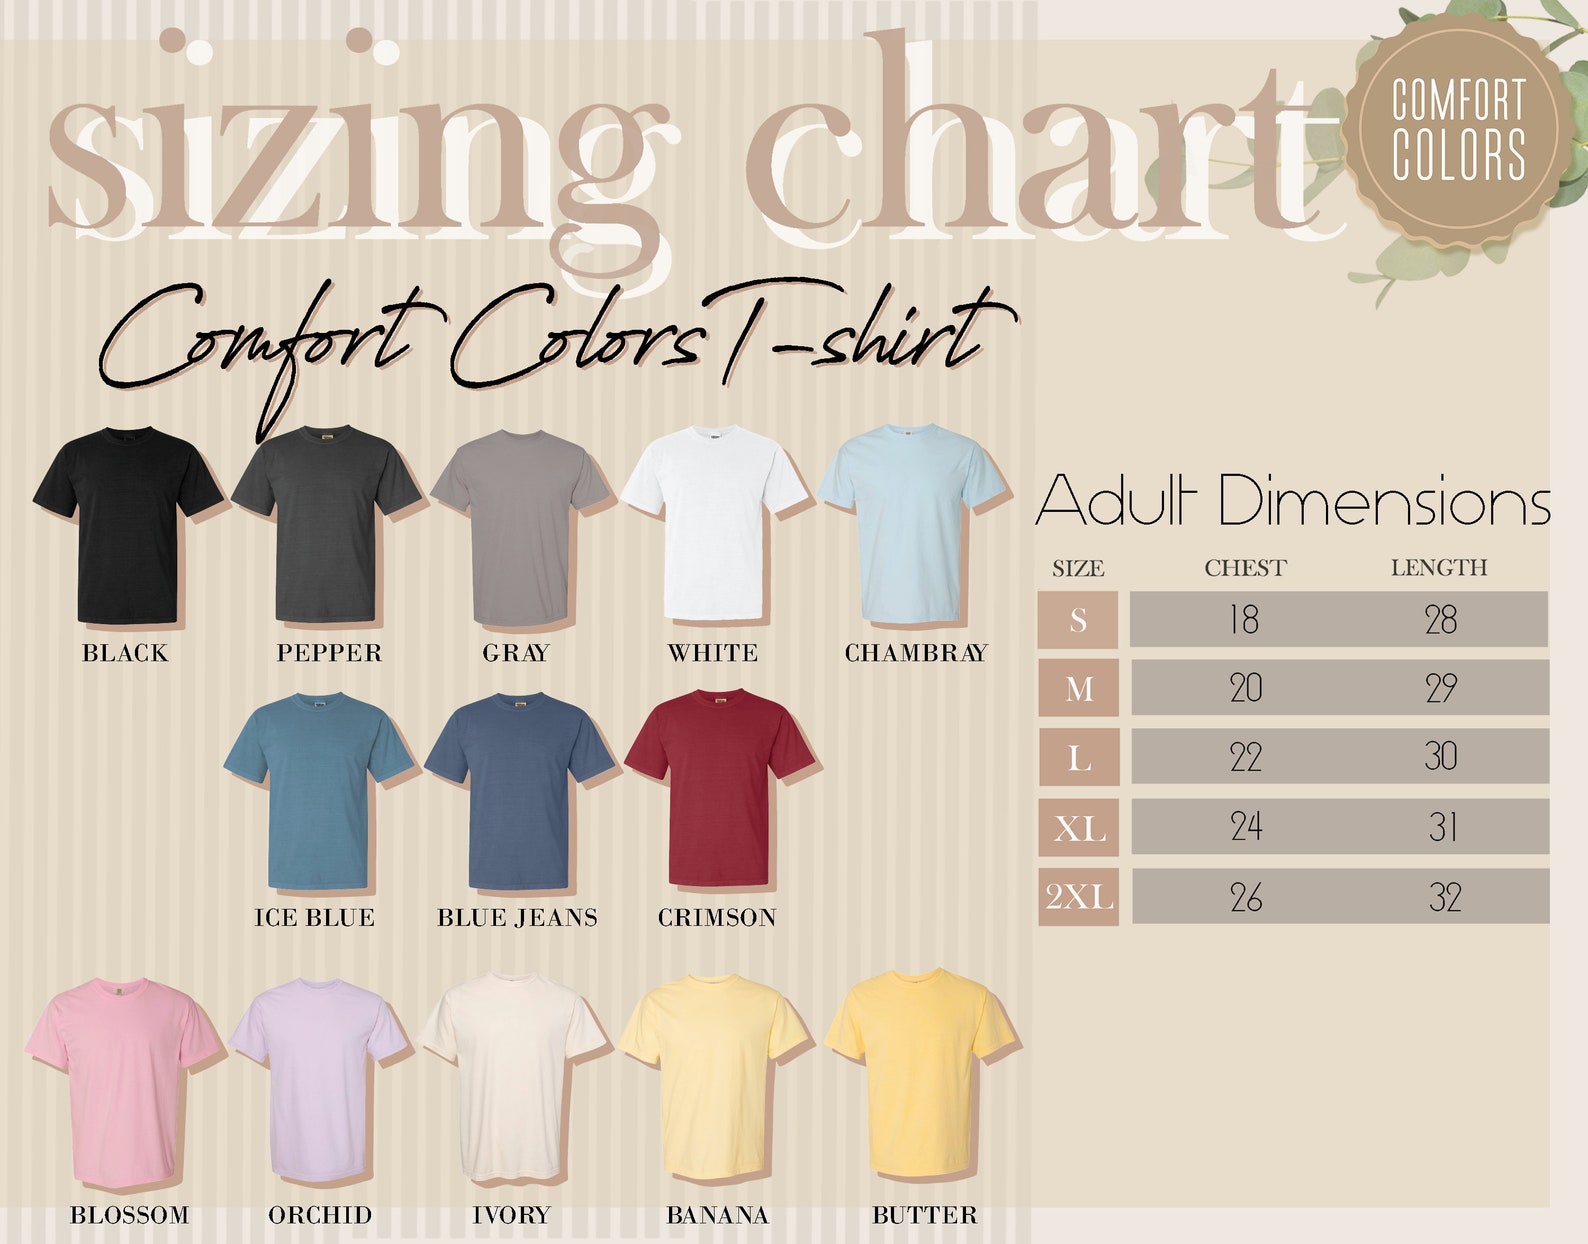 sizing chart
COMFORT
COLORS
Comfort Colors T-shirt
BLACK PEPPER GRAY WHITE CHAMBRAY
ICE BLUE BLUE JEANS CRIMSON
BLOSSOM ORCHID IVORY BANANA BUTTER
Adult Dimensions
SIZE CHEST LENGTH
S 18 28
M 20 29
L 22 30
XL 24 31
2XL 26 32